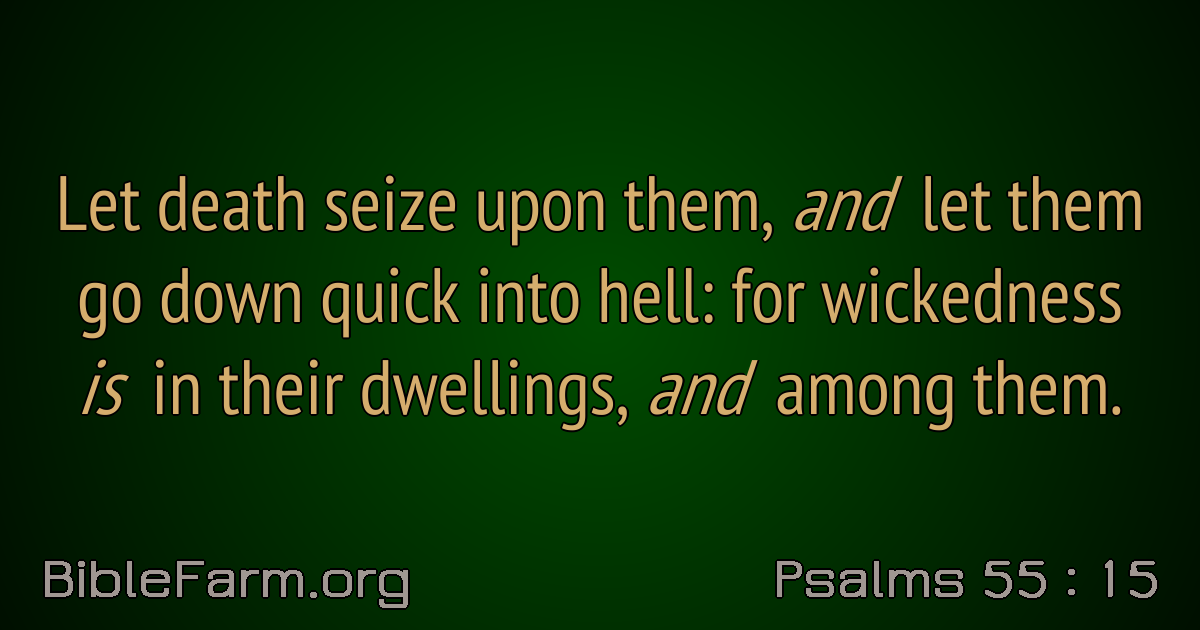 Let death seize upon them, and let them
go down quick into hell: for wickedness
is in their dwellings, and among them.
BibleFarm.org
Psalms 55 : 15